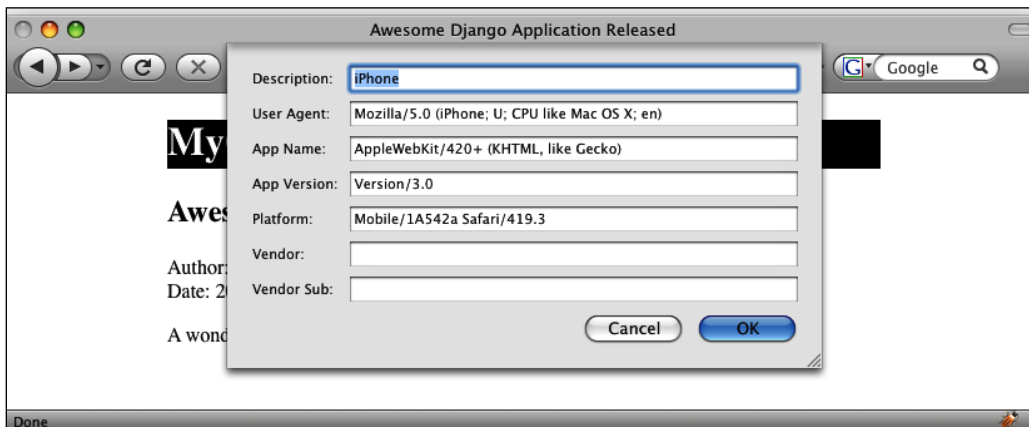 Awesome Django Application Released
Google
Description: iPhone
User Agent: Mozilla/5.0 (iPhone; U; CPU like Mac OS X; en)
App Name: AppleWebKit/420+ (KHTML, like Gecko)
App Version: Version/3.0
Platform: Mobile/1A542a Safari/419.3
Vendor:
Vendor Sub:
Cancel OK
My
Awes
Author:
Date: 2
A wond
Done